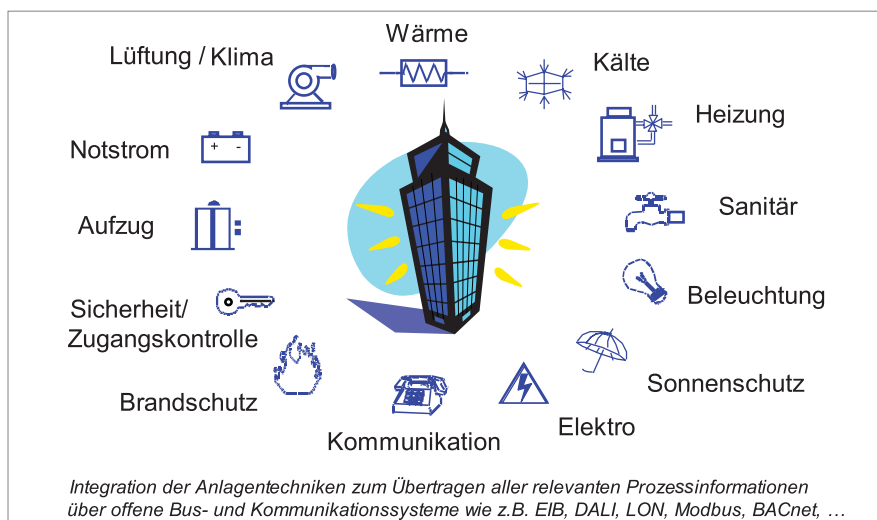 Wärme
Lüftung / Klima
Kälte
Heizung
Notstrom
+ -
Sanitär
Aufzug
Beleuchtung
Sicherheit/
Zugangskontrolle
Sonnenschutz
Brandschutz
Elektro
Kommunikation
Integration der Anlagentechniken zum Übertragen aller relevanten Prozessinformationen
über offene Bus- und Kommunikationssysteme wie z.B. EIB, DALI, LON, Modbus, BACnet, …